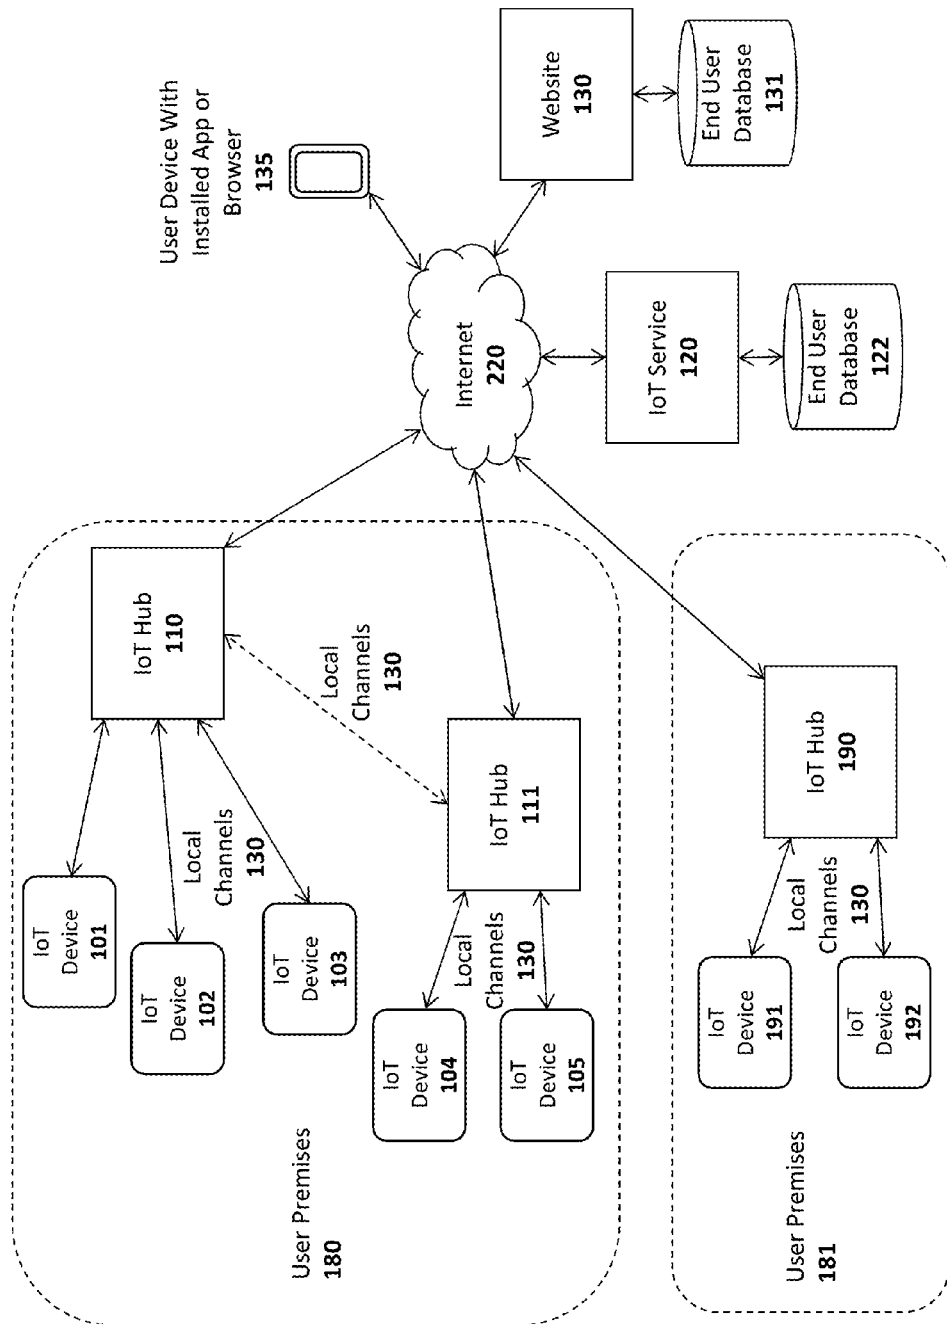 User Device With
Installed App or
Browser
135
Website
130
End User
Database
131
Internet
220
IoT Service
120
End User
Database
122
IoT Hub
110
Local
Channels
130
IoT Hub
111
IoT
Device
101
IoT
Device
102
IoT
Device
103
Local
Channels
130
IoT
Device
104
IoT
Device
105
Local
Channels
130
User Premises
180
IoT Hub
190
Local
Channels
130
IoT
Device
191
IoT
Device
192
User Premises
181